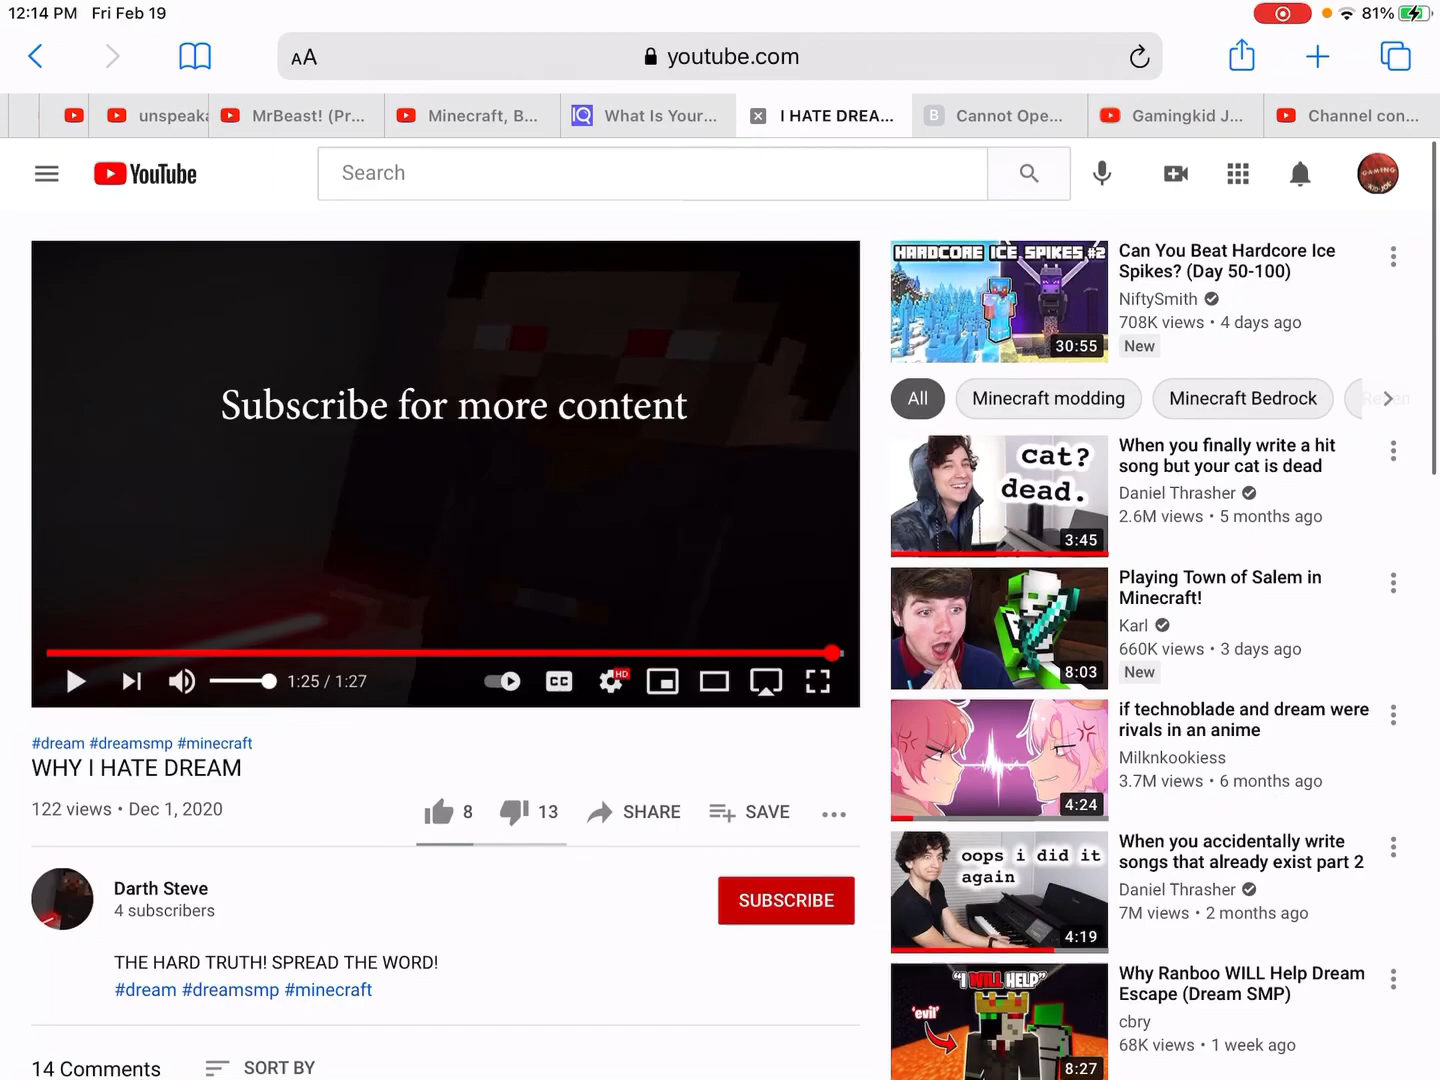 12:14 PM Fri Feb 19
81%
AA
youtube.com
unspeaka
MrBeast! (Pr...
Minecraft, B...
IQ
What Is Your...
I HATE DREA...
B
Cannot Ope...
Gamingkid J...
Channel con...
YouTube
Search
GAMING
Subscribe for more content
1:25 / 1:27
CC
HD
#dream #dreamsmp #minecraft
WHY I HATE DREAM
122 views • Dec 1, 2020
8
13
SHARE
SAVE
Darth Steve
4 subscribers
SUBSCRIBE
THE HARD TRUTH! SPREAD THE WORD!
#dream #dreamsmp #minecraft
14 Comments
SORT BY
HARDCORE ICE SPIKES #2
30:55
Can You Beat Hardcore Ice
Spikes? (Day 50-100)
NiftySmith
708K views • 4 days ago
New
All
Minecraft modding
Minecraft Bedrock
cat?
dead.
3:45
When you finally write a hit
song but your cat is dead
Daniel Thrasher
2.6M views • 5 months ago
8:03
Playing Town of Salem in
Minecraft!
Karl
660K views • 3 days ago
New
4:24
if technoblade and dream were
rivals in an anime
Milknkookiess
3.7M views • 6 months ago
oops i did it
again
4:19
When you accidentally write
songs that already exist part 2
Daniel Thrasher
7M views • 2 months ago
"I WILL HELP"
'evil'
8:27
Why Ranboo WILL Help Dream
Escape (Dream SMP)
cbry
68K views • 1 week ago